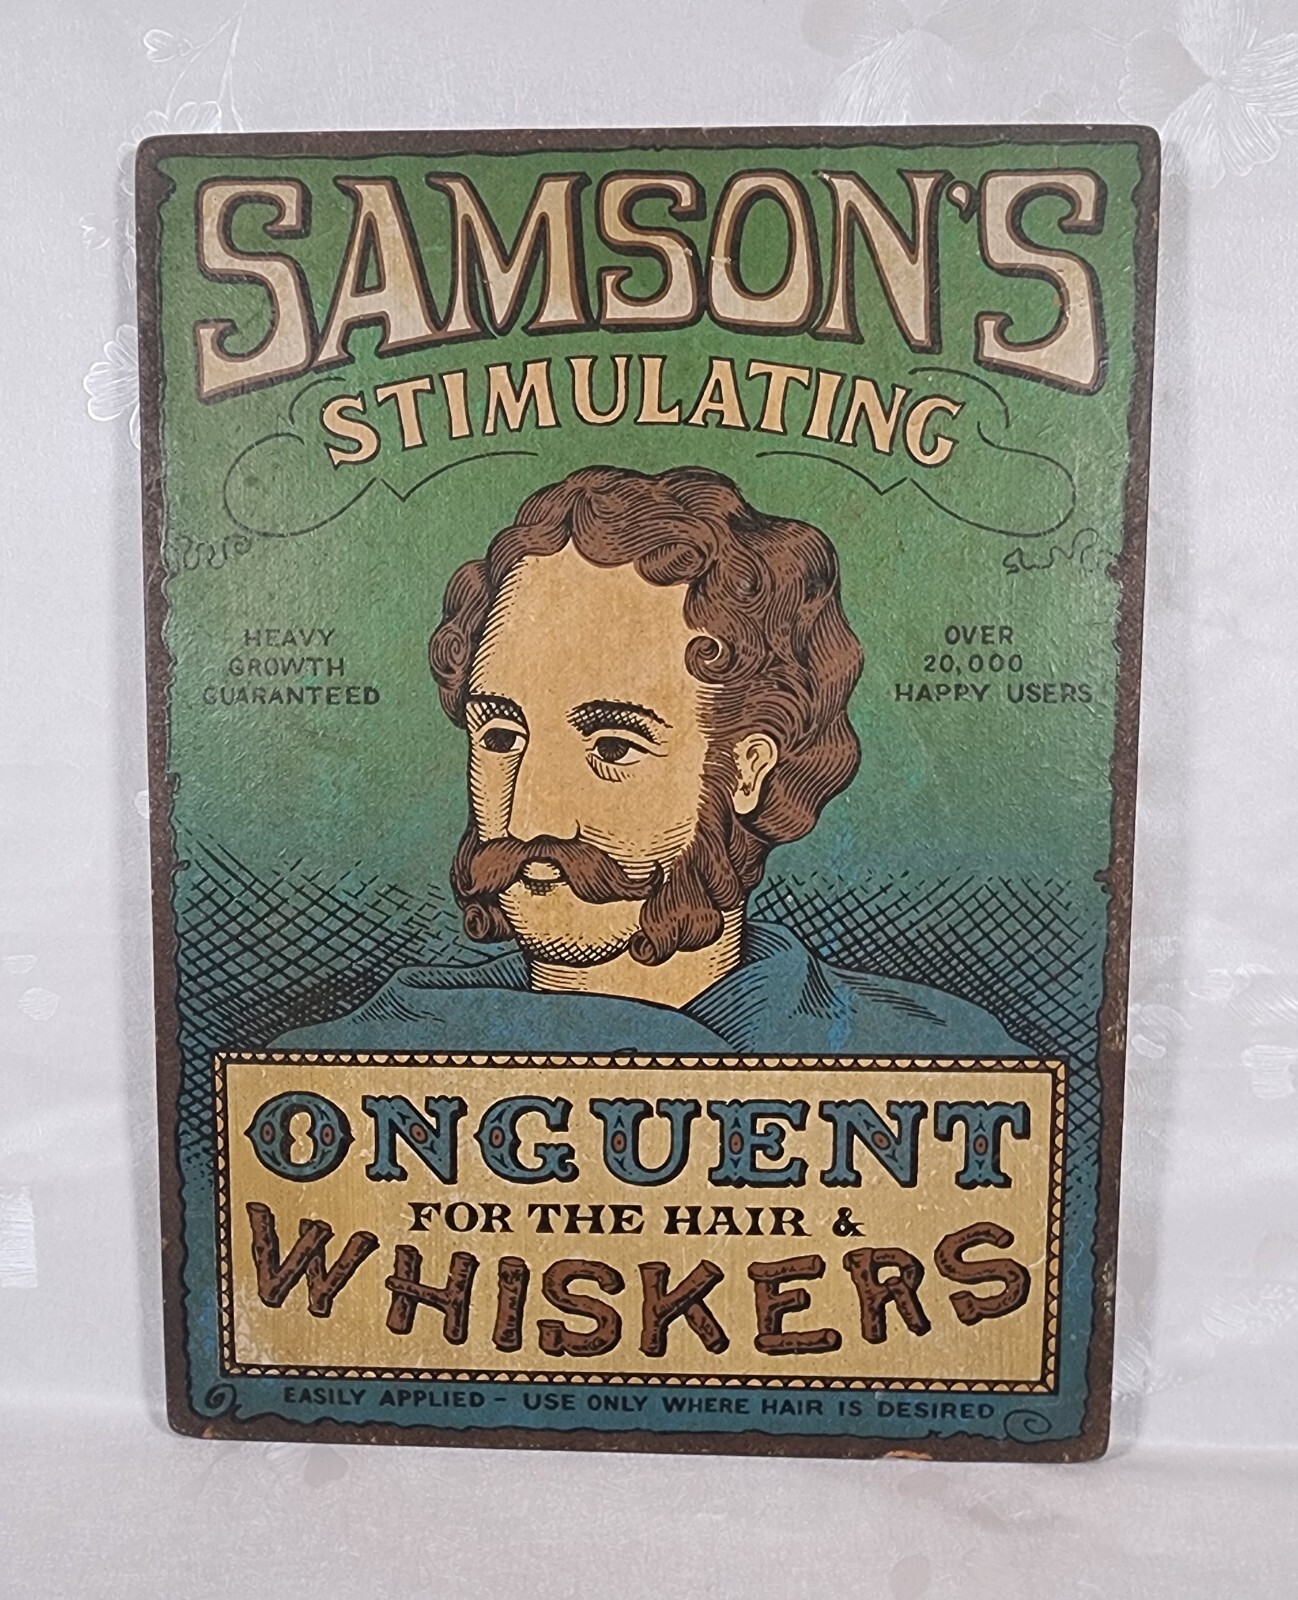 SAMSON'S
STIMULATING
HEAVY
GROWTH
GUARANTEED
OVER
20,000
HAPPY USERS
ONGUENT
FOR THE HAIR &
WHISKERS
EASILY APPLIED - USE ONLY WHERE HAIR IS DESIRED